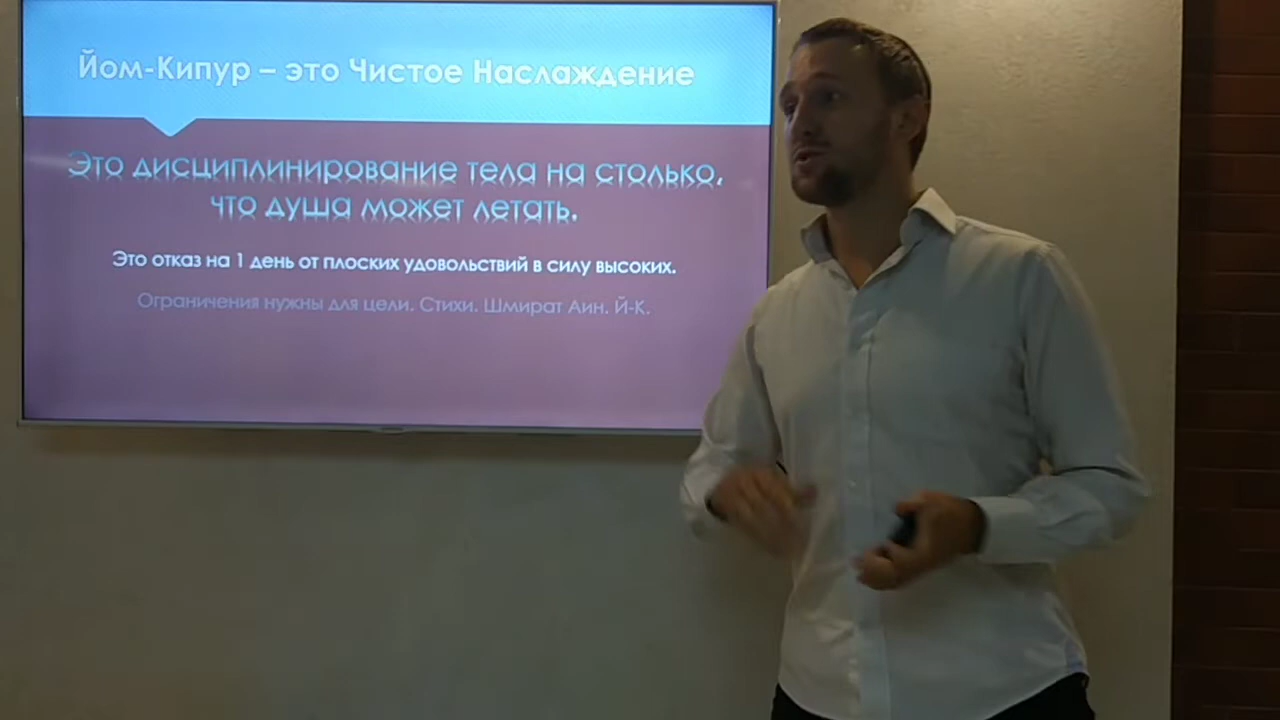 Йом-Кипур – это Чистое Наслаждение
Это дисциплинирование тела на столько,
что душа может летать.
Это отказ на 1 день от плоских удовольствий в силу высоких.
Ограничения нужны для цели. Стихи. Шмират Аин. Й-К.